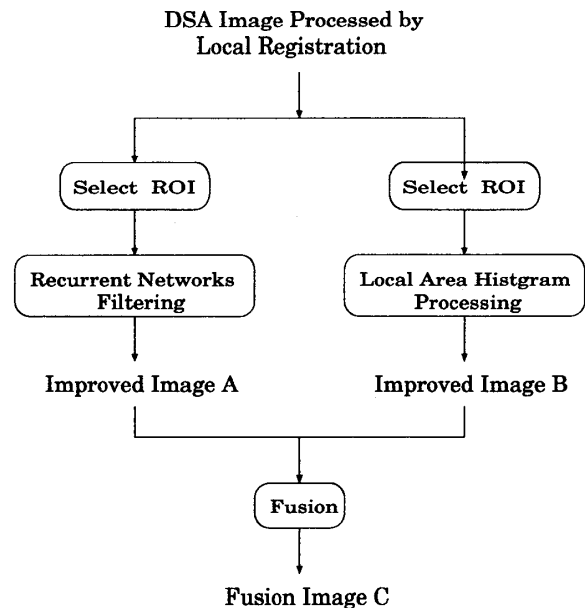 DSA Image Processed by
Local Registration
Select ROI
Select ROI
Recurrent Networks
Filtering
Local Area Histgram
Processing
Improved Image A
Improved Image B
Fusion
Fusion Image C